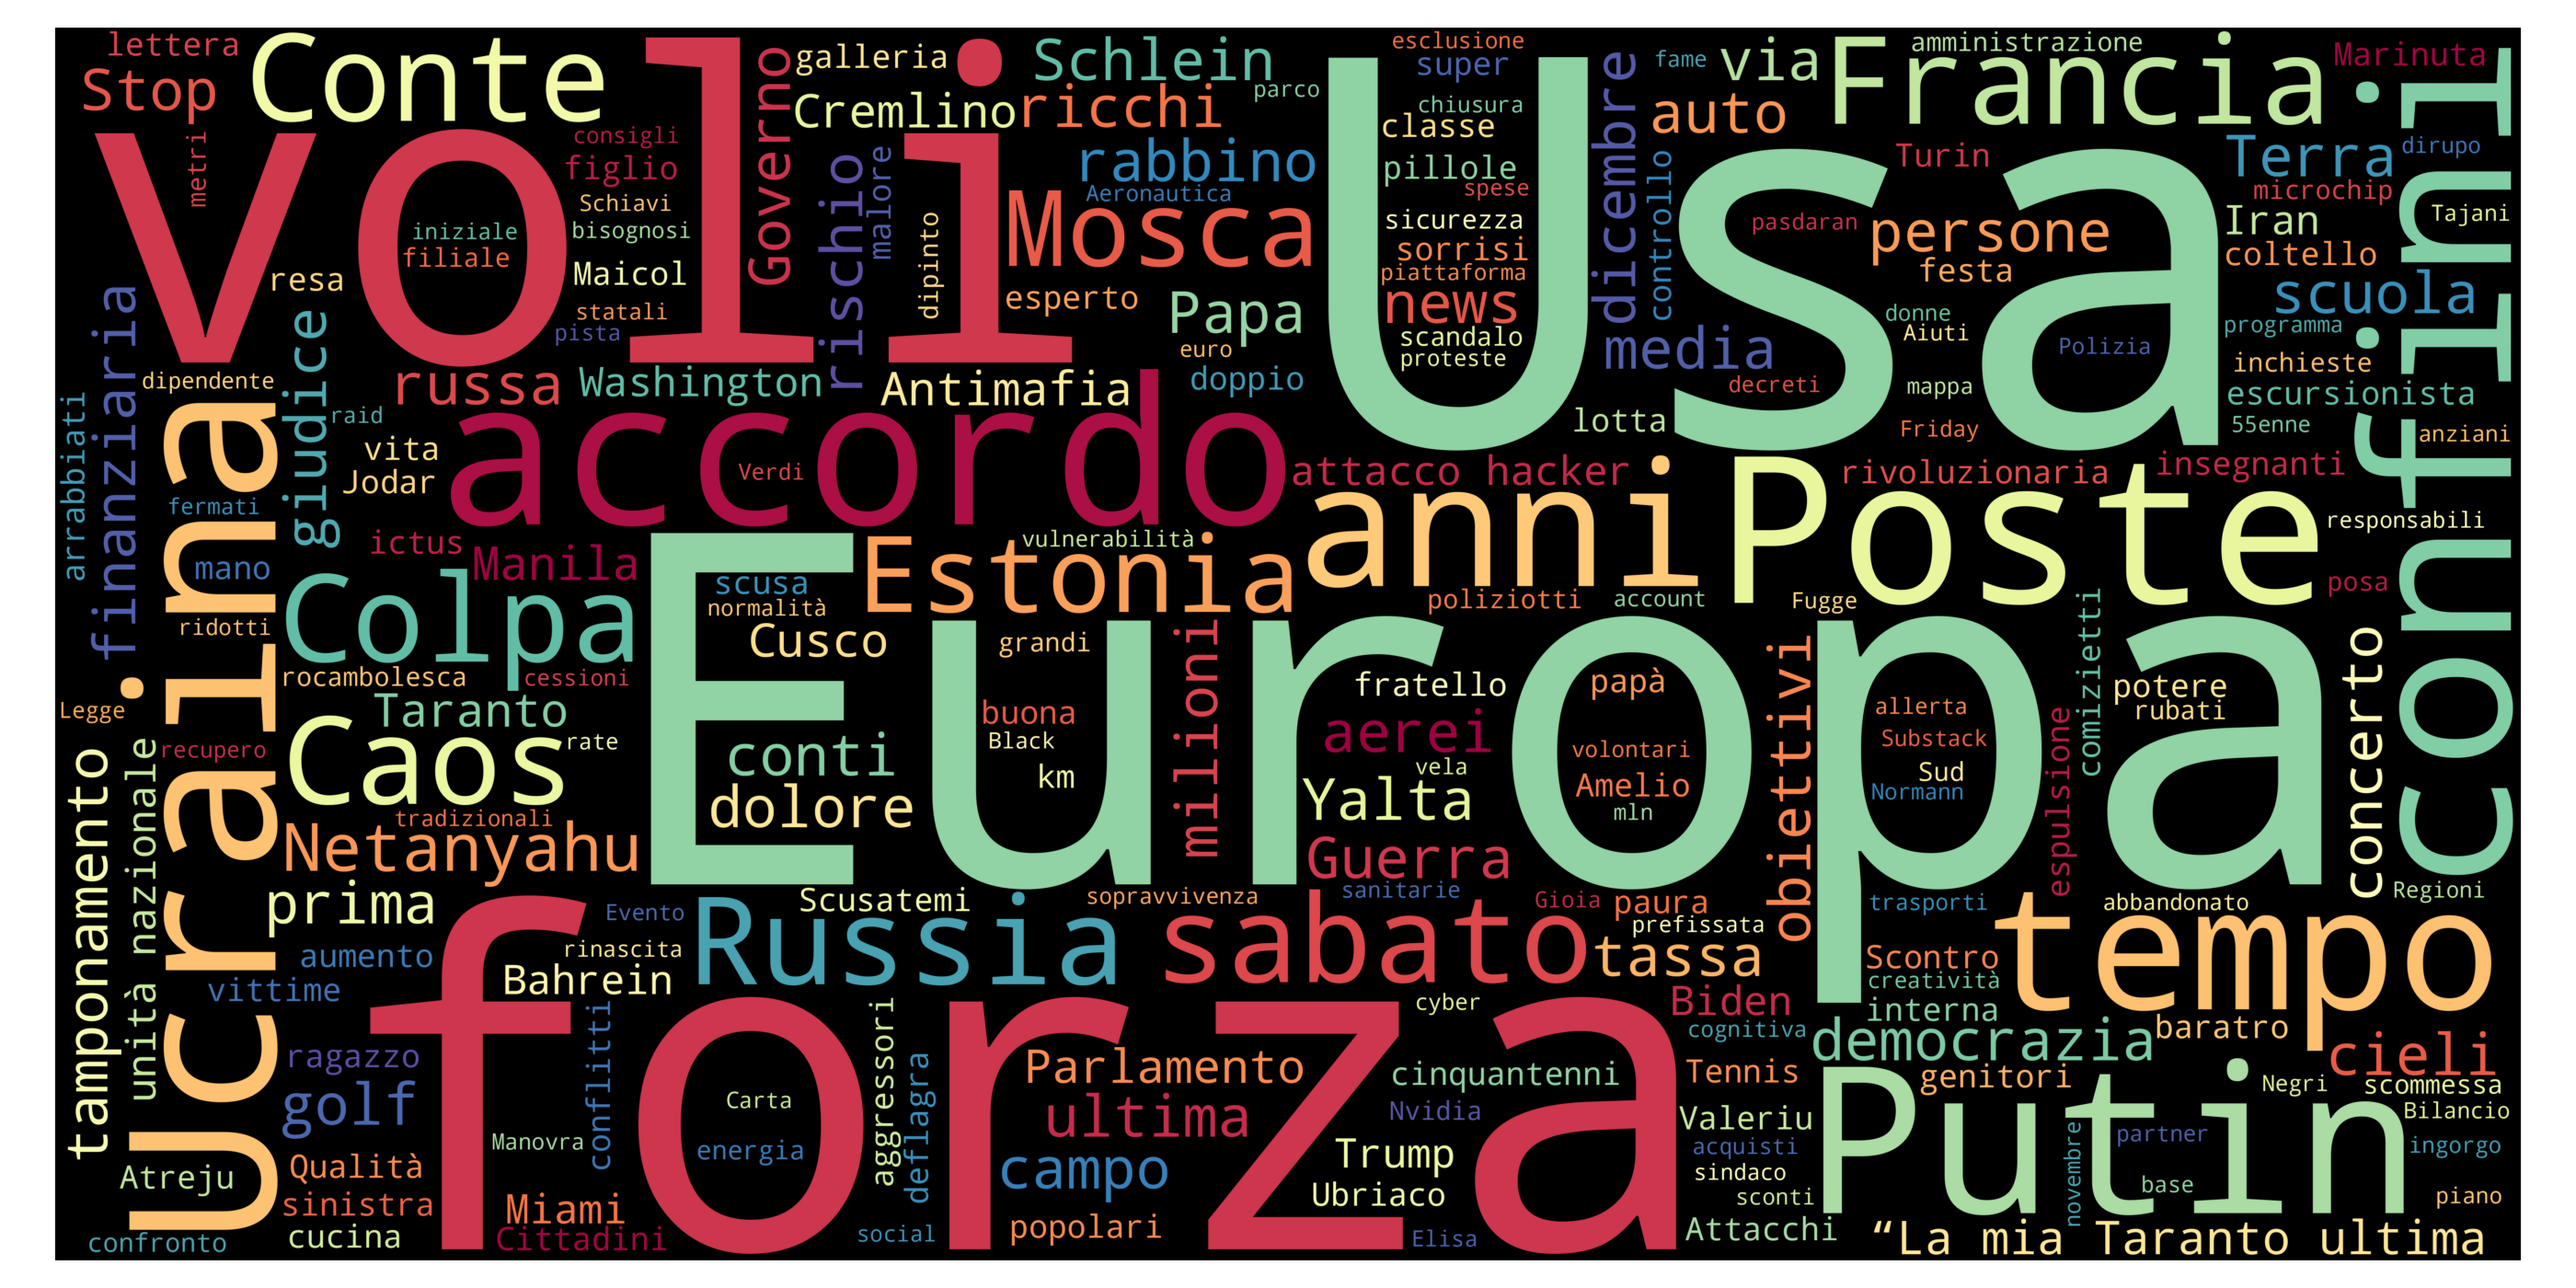 lettera
Stop
Conte
voli
metri
Governo
galleria
Schlein
Cremlino
ricchi
parco
esclusione
super
chiusura
classe
pillole
spese
sicurezza
sorrisi
piattaforma
news
scandalo
proteste
Usa
dicembre
fame
via
auto
controllo
Francia
amministrazione
Marinuta
confini
Terra
dirupo
microchip
Turin
Iran
Tajani
pasdaran
persone
festa
coltello
scuola
consigli
figlio
Schiavi
bisognosi
iniziale
filiale
Maicol
statali
pista
resa
rischio
malore
dipinto
rabbino
Aeronautica
Mosca
esperto
Papa
euro
doppio
media
donne
Aiuti
Polizia
decreti
mappa
programma
inchieste
escursionista
55enne
Friday
anziani
lotta
finanziaria
dipendente
giudice
russa
Washington
Antimafia
raid
vita
Jodar
arrabbiati
ucraina
accordo
Verdi
attacco hacker
rivoluzionaria
insegnanti
anni
Poste
responsabili
fermati
ictus
Manila
mano
vulnerabilità
Estonia
scusa
normalità
Colpa
ridotti
Cusco
grandi
poliziotti
account
Fugge
posa
comizietti
Europa
milioni
fratello
papà
obiettivi
potere
rubati
concerto
rocambolesca
cessioni
Legge
Taranto
Caos
rate
recupero
buona
Black
km
conti
dolore
aerei
vela
Yalta
volontari
Amelio
mln
allerta
Substack
Sud
Normann
espulsione
tamponamento
unità nazionale
tradizionali
Netanyahu
Guerra
sanitarie
prima
Scusatemi
sopravvivenza
Gioia
paura
prefissata
trasporti
abbandonato
Regioni
Evento
rinascita
Russia
sabato
tassa
Scontro
creatività
interna
tempo
aumento
vittime
Bahrein
forza
cyber
Biden
cognitiva
democrazia
baratro
cieli
ragazzo
golf
conflitti
aggressori
deflagra
Parlamento
ultima
cinquantenni
Nvidia
Tennis
genitori
Negri
scommessa
Bilancio
Valeriu
Carta
energia
Manovra
Atreju
Qualità
sinistra
cucina
confronto
Miami
Cittadini
social
campo
popolari
Trump
Ubriaco
Elisa
acquisti
sindaco
sconti
Attacchi
Putin
novembre
partner
base
ingorgo
piano
“La mia Taranto ultima